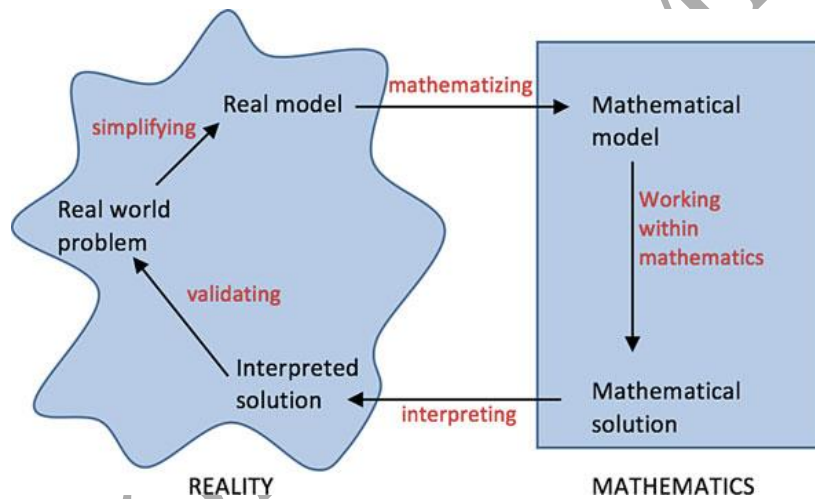 Real model
mathematizing
Mathematical
model
simplifying
Real world
problem
Working
within
mathematics
validating
Interpreted
solution
interpreting
Mathematical
solution
REALITY
MATHEMATICS